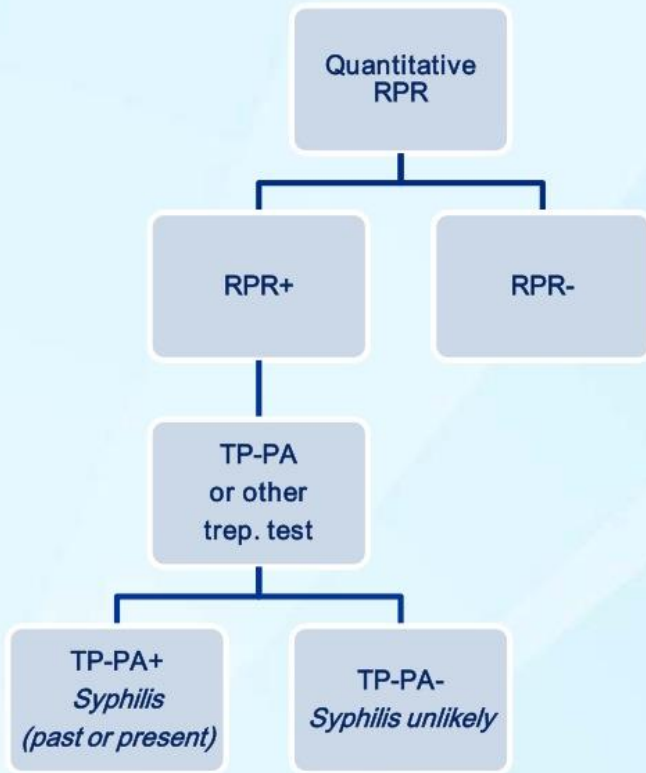 Quantitative
RPR
RPR+
RPR-
TP-PA
or other
trep. test
TP-PA+
Syphilis
(past or present)
TP-PA-
Syphilis unlikely